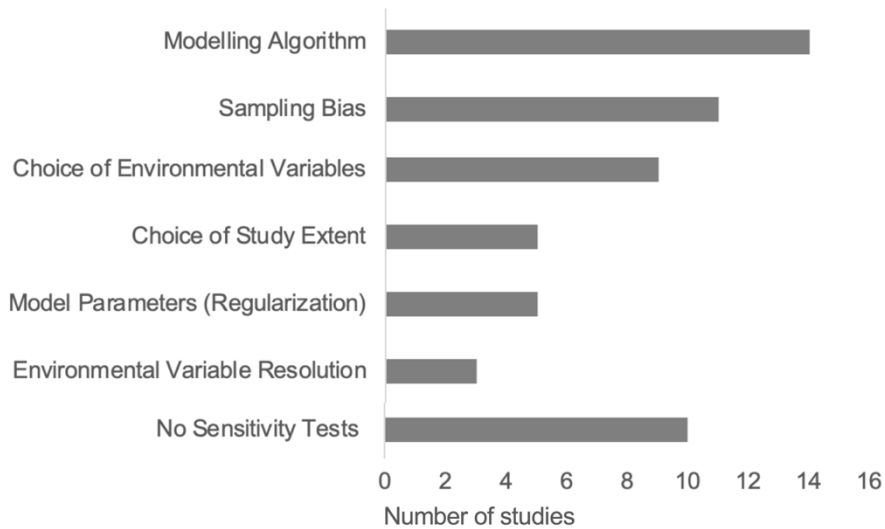 Modelling Algorithm
Sampling Bias
Choice of Environmental Variables
Choice of Study Extent
Model Parameters (Regularization)
Environmental Variable Resolution
No Sensitivity Tests
0 2 4 6 8 10 12 14 16
Number of studies